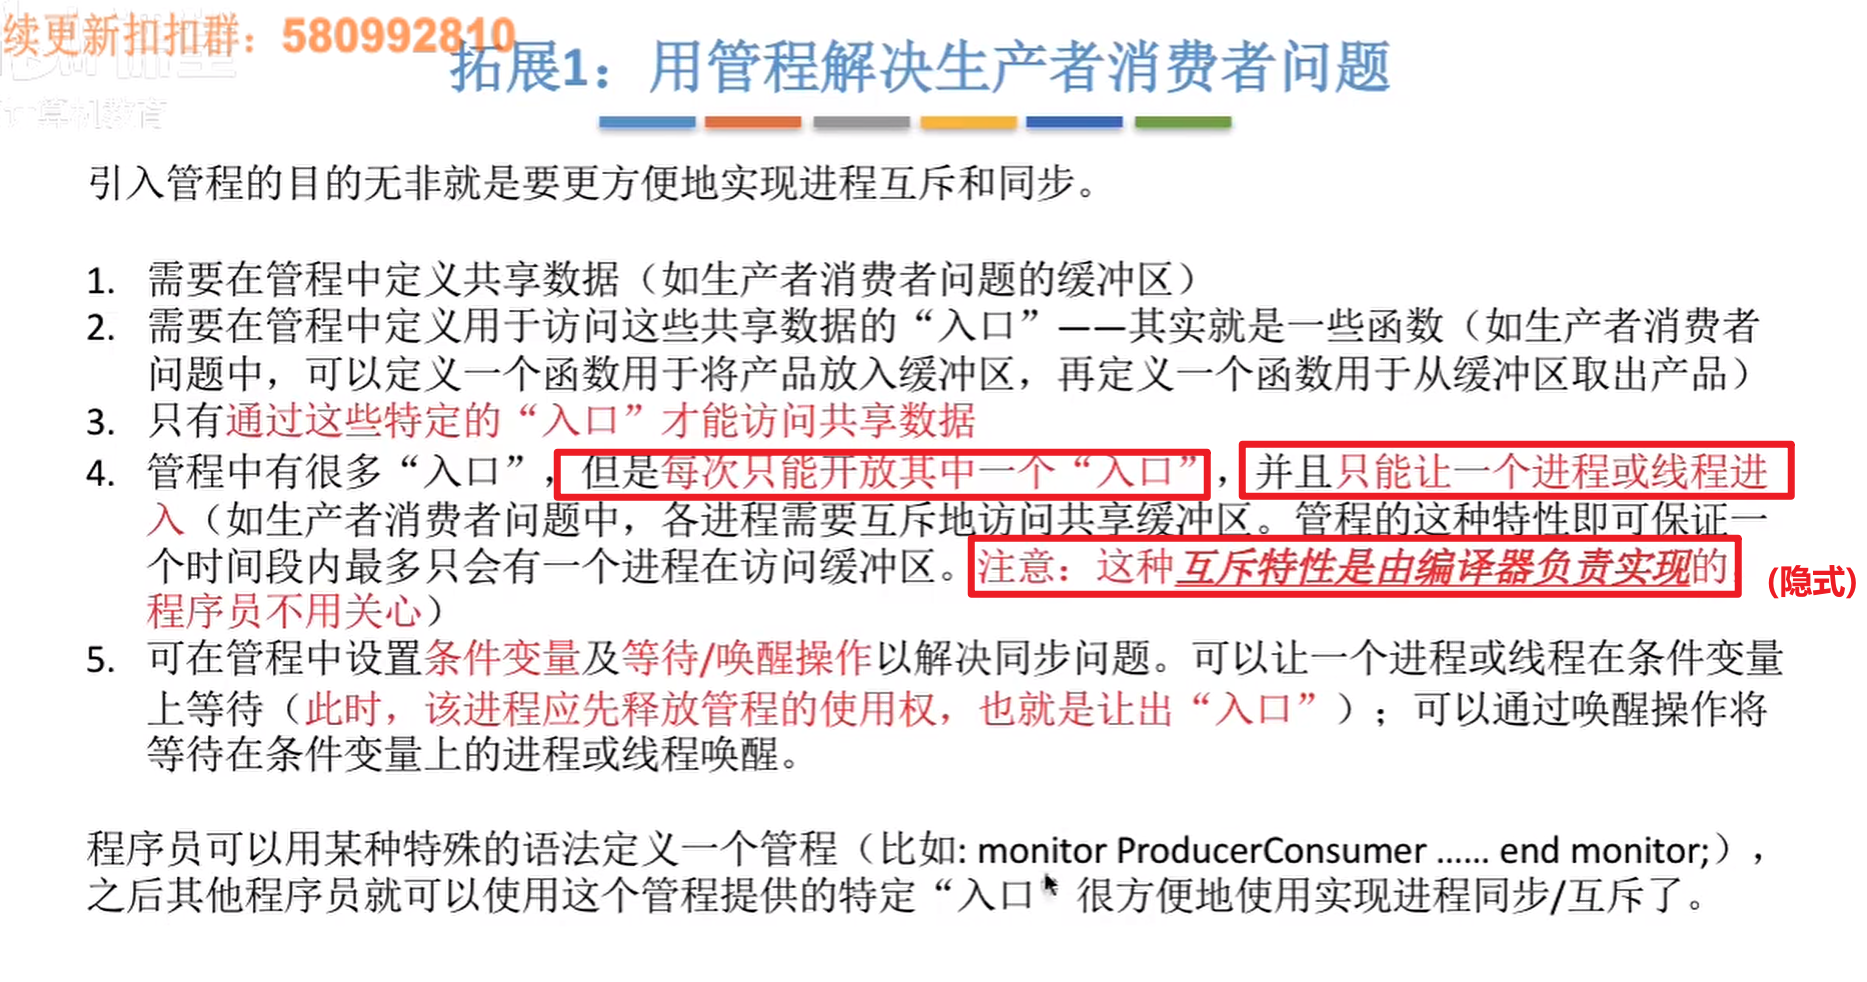 续更新扣扣群：580992810
计算机教育
拓展1：用管程解决生产者消费者问题
引入管程的目的无非就是要更方便地实现进程互斥和同步。
1. 需要在管程中定义共享数据（如生产者消费者问题的缓冲区）
2. 需要在管程中定义用于访问这些共享数据的“入口”——其实就是一些函数（如生产者消费者
问题中，可以定义一个函数用于将产品放入缓冲区，再定义一个函数用于从缓冲区取出产品）
3. 只有通过这些特定的“入口”才能访问共享数据
4. 管程中有很多“入口”，但是每次只能开放其中一个“入口”，并且只能让一个进程或线程进
入（如生产者消费者问题中，各进程需要互斥地访问共享缓冲区。管程的这种特性即可保证一
个时间段内最多只会有一个进程在访问缓冲区。注意：这种互斥特性是由编译器负责实现的，
(隐式)
程序员不用关心）
5. 可在管程中设置条件变量及等待/唤醒操作以解决同步问题。可以让一个进程或线程在条件变量
上等待（此时，该进程应先释放管程的使用权，也就是让出“入口”）；可以通过唤醒操作将
等待在条件变量上的进程或线程唤醒。
程序员可以用某种特殊的语法定义一个管程（比如: monitor ProducerConsumer …… end monitor;），
之后其他程序员就可以使用这个管程提供的特定“入口”很方便地使用实现进程同步/互斥了。